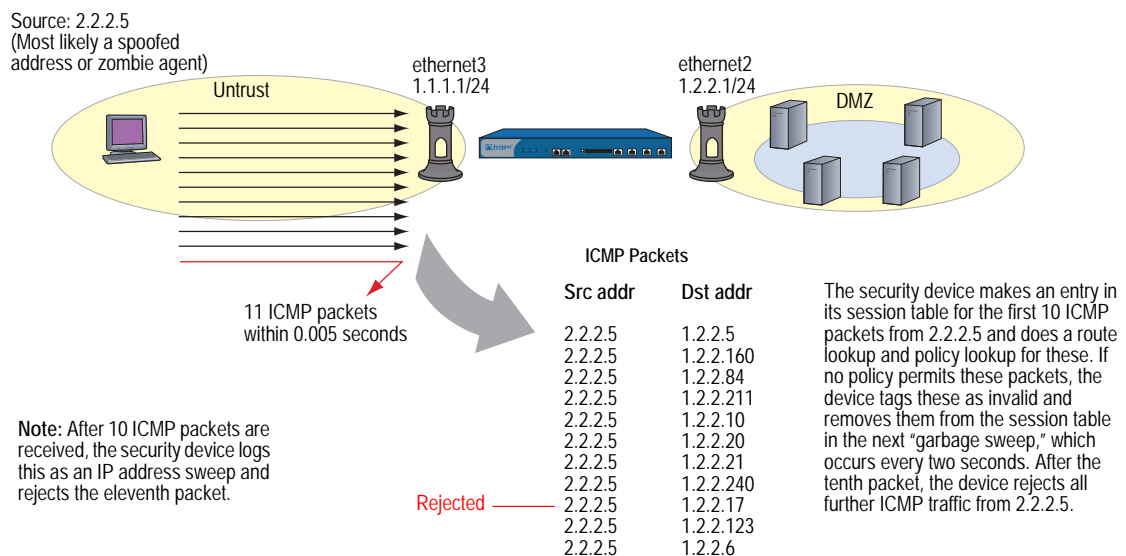 Source: 2.2.2.5
(Most likely a spoofed
address or zombie agent)
Untrust
ethernet3
1.1.1.1/24
ethernet2
1.2.2.1/24
DMZ
Juniper
11 ICMP packets
within 0.005 seconds
ICMP Packets
Src addr Dst addr
2.2.2.5 1.2.2.5
2.2.2.5 1.2.2.160
2.2.2.5 1.2.2.84
2.2.2.5 1.2.2.211
2.2.2.5 1.2.2.10
2.2.2.5 1.2.2.20
2.2.2.5 1.2.2.21
2.2.2.5 1.2.2.240
Rejected 2.2.2.5 1.2.2.17
2.2.2.5 1.2.2.123
2.2.2.5 1.2.2.6
The security device makes an entry in
its session table for the first 10 ICMP
packets from 2.2.2.5 and does a route
lookup and policy lookup for these. If
no policy permits these packets, the
device tags these as invalid and
removes them from the session table
in the next “garbage sweep,” which
occurs every two seconds. After the
tenth packet, the device rejects all
further ICMP traffic from 2.2.2.5.
Note: After 10 ICMP packets are
received, the security device logs
this as an IP address sweep and
rejects the eleventh packet.